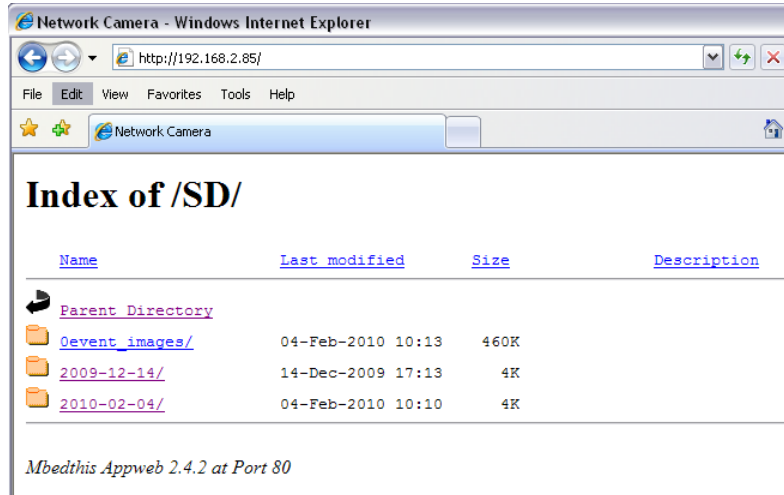 Network Camera - Windows Internet Explorer
http://192.168.2.85/
File Edit View Favorites Tools Help
Network Camera
Index of /SD/
Name Last modified Size Description
Parent Directory
0event_images/ 04-Feb-2010 10:13 460K
2009-12-14/ 14-Dec-2009 17:13 4K
2010-02-04/ 04-Feb-2010 10:10 4K
Mbedthis Appweb 2.4.2 at Port 80